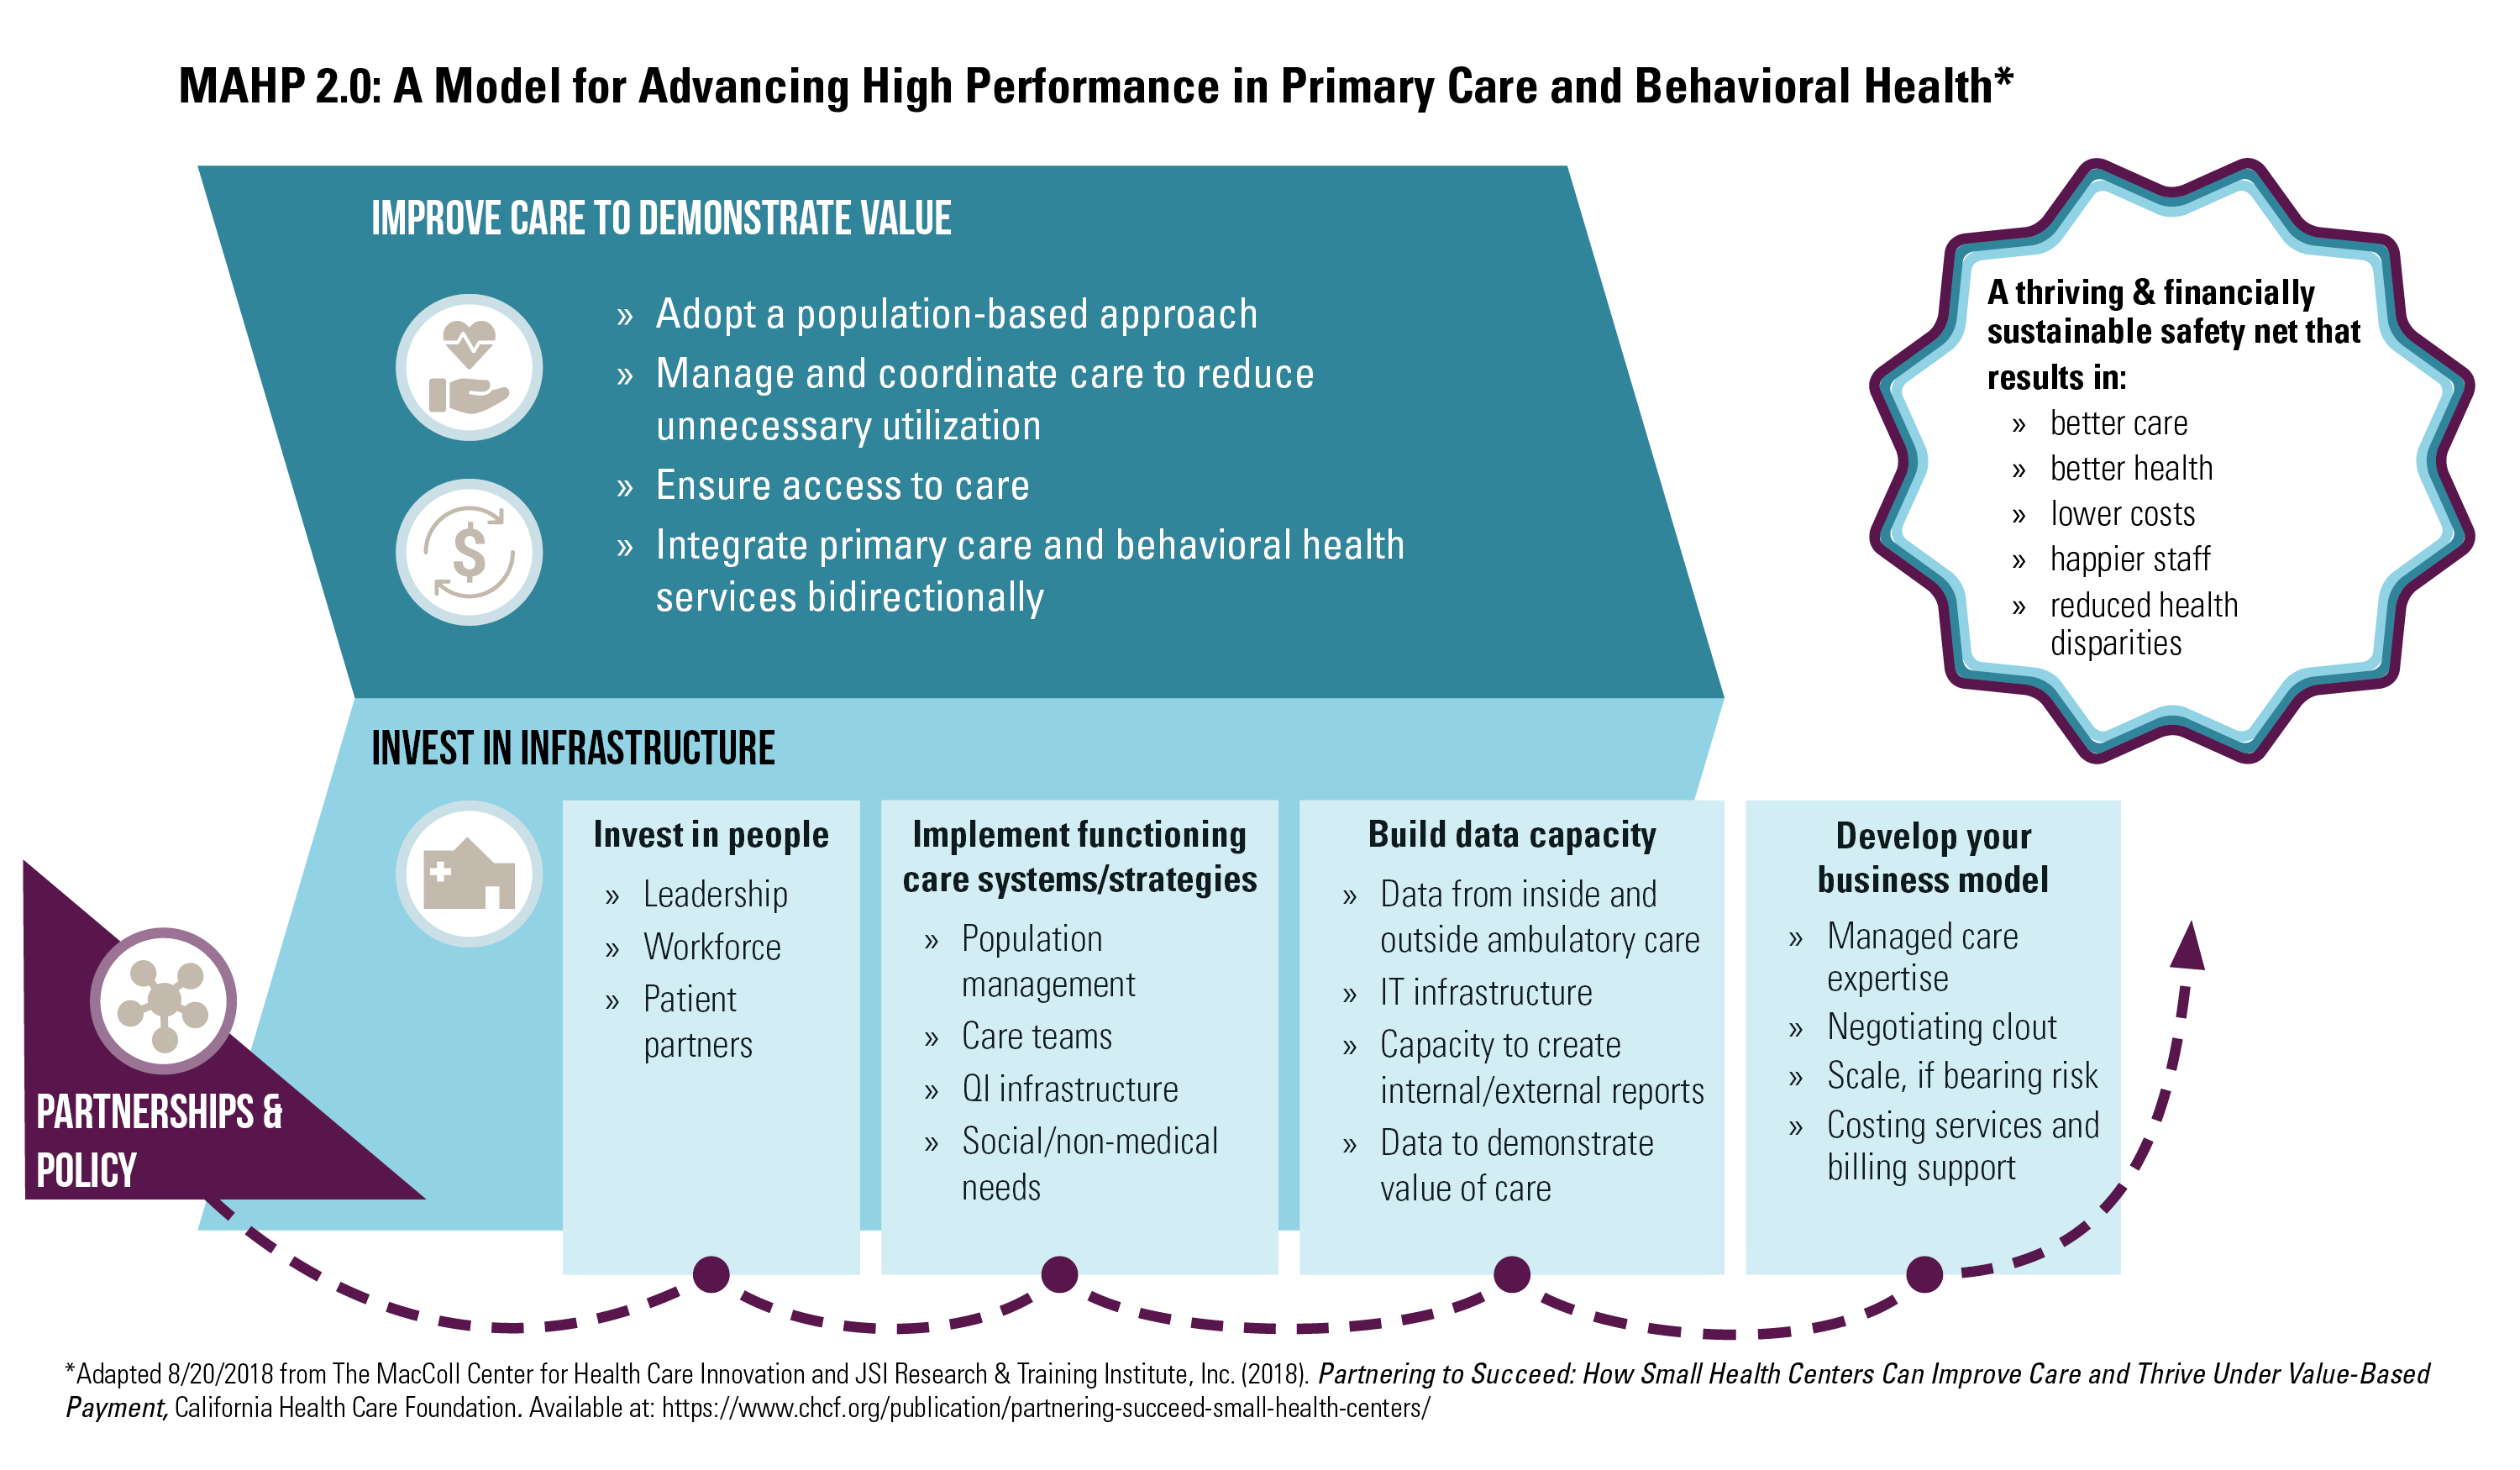 MAHP 2.0: A Model for Advancing High Performance in Primary Care and Behavioral Health*
IMPROVE CARE TO DEMONSTRATE VALUE
» Adopt a population-based approach
» Manage and coordinate care to reduce
unnecessary utilization
» Ensure access to care
» Integrate primary care and behavioral health
services bidirectionally
$
A thriving & financially
sustainable safety net that
results in:
» better care
» better health
» lower costs
» happier staff
» reduced health
disparities
INVEST IN INFRASTRUCTURE
Invest in people
» Leadership
» Workforce
» Patient
partners
Implement functioning
care systems/strategies
» Population
management
» Care teams
» QI infrastructure
» Social/non-medical
needs
Build data capacity
» Data from inside and
outside ambulatory care
» IT infrastructure
» Capacity to create
internal/external reports
» Data to demonstrate
value of care
Develop your
business model
» Managed care
expertise
» Negotiating clout
» Scale, if bearing risk
» Costing services and
billing support
PARTNERSHIPS &
POLICY
*Adapted 8/20/2018 from The MacColl Center for Health Care Innovation and JSI Research & Training Institute, Inc. (2018). Partnering to Succeed: How Small Health Centers Can Improve Care and Thrive Under Value-Based
Payment, California Health Care Foundation. Available at: https://www.chcf.org/publication/partnering-succeed-small-health-centers/